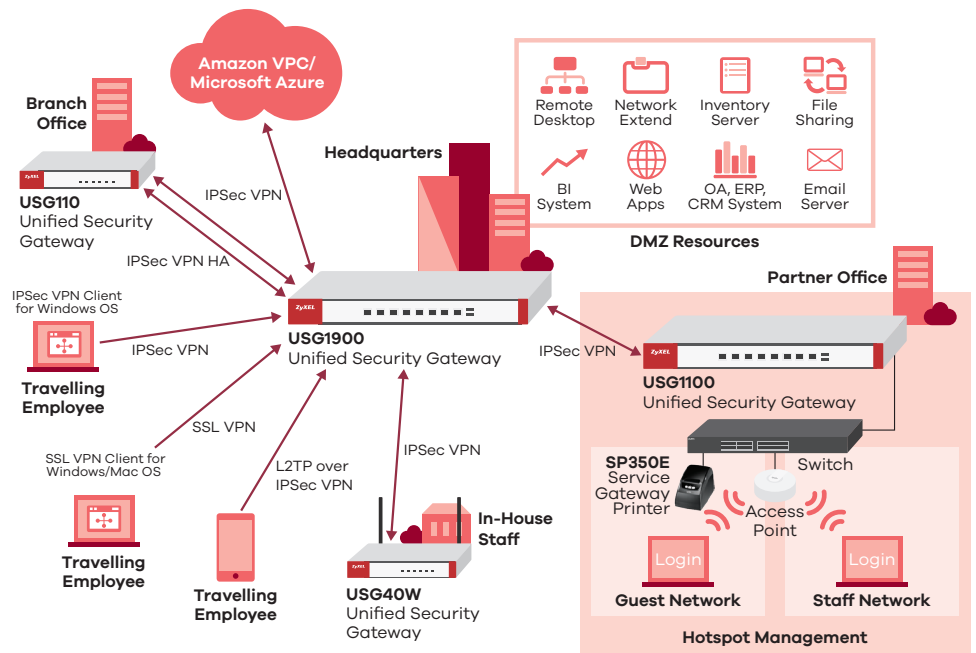 Amazon VPC/
Microsoft Azure
Branch
Office
ZyXEL
USG110
Unified Security
Gateway
IPSec VPN
IPSec VPN HA
Headquarters
Remote
Desktop
Network
Extend
Inventory
Server
File
Sharing
BI
System
Web
Apps
OA, ERP,
CRM System
Email
Server
DMZ Resources
ZyXEL
USG1900
Unified Security Gateway
IPSec VPN Client
for Windows OS
IPSec VPN
Travelling
Employee
SSL VPN Client for
Windows/Mac OS
SSL VPN
Travelling
Employee
L2TP over
IPSec VPN
Travelling
Employee
IPSec VPN
In-House
Staff
ZyXEL
USG40W
Unified Security
Gateway
IPSec VPN
Partner Office
ZyXEL
USG1100
Unified Security Gateway
Switch
SP350E
Service
Gateway
Printer
Access
Point
Login
Guest Network
Login
Staff Network
Hotspot Management